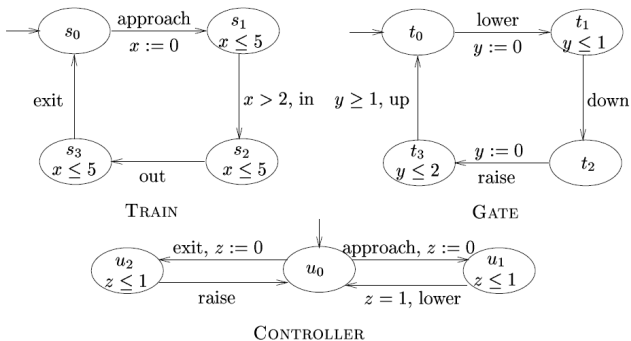 approach
lower
s₀
x := 0
s₁
x ≤ 5
t₀
y := 0
t₁
y ≤ 1
exit
x > 2, in
y ≥ 1, up
down
s₃
x ≤ 5
out
s₂
x ≤ 5
t₃
y ≤ 2
y := 0
raise
t₂
TRAIN
GATE
u₂
z ≤ 1
exit, z := 0
raise
u₀
approach, z := 0
z = 1, lower
u₁
z ≤ 1
CONTROLLER